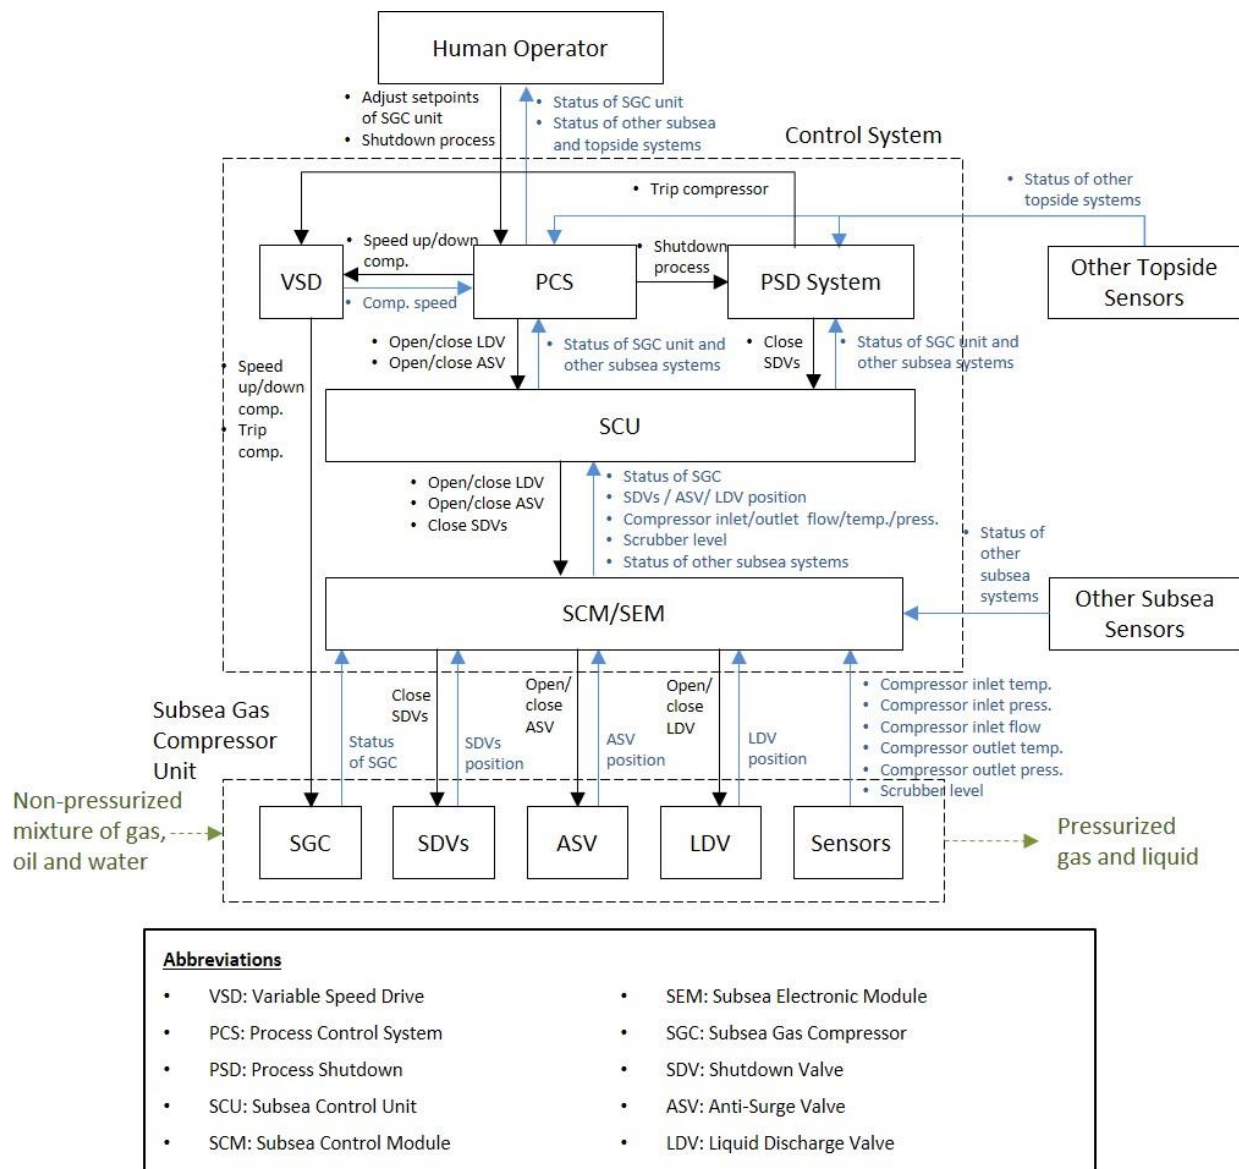 Human Operator
• Adjust setpoints
of SGC unit
• Shutdown process
• Status of SGC unit
• Status of other subsea
and topside systems
Control System
• Trip compressor
• Status of other
topside systems
• Speed up/down
comp.
• Shutdown
process
VSD
PCS
PSD System
Other Topside
Sensors
• Comp. speed
• Open/close LDV
• Open/close ASV
• Status of SGC unit and
other subsea systems
• Close
SDVs
• Status of SGC unit and
other subsea systems
• Speed
up/down
comp.
• Trip
comp.
SCU
• Open/close LDV
• Open/close ASV
• Close SDVs
• Status of SGC
• SDVs / ASV/ LDV position
• Compressor inlet/outlet flow/temp./press.
• Scrubber level
• Status of other subsea systems
• Status of
other
subsea
systems
SCM/SEM
Other Subsea
Sensors
Subsea Gas
Compressor
Unit
Status
of SGC
Close
SDVs
SDVs
position
Open/
close
ASV
ASV
position
Open/
close
LDV
LDV
position
• Compressor inlet temp.
• Compressor inlet press.
• Compressor inlet flow
• Compressor outlet temp.
• Compressor outlet press.
• Scrubber level
Non-pressurized
mixture of gas,
oil and water
SGC
SDVs
ASV
LDV
Sensors
Pressurized
gas and liquid
Abbreviations
• VSD: Variable Speed Drive
• PCS: Process Control System
• PSD: Process Shutdown
• SCU: Subsea Control Unit
• SCM: Subsea Control Module
• SEM: Subsea Electronic Module
• SGC: Subsea Gas Compressor
• SDV: Shutdown Valve
• ASV: Anti-Surge Valve
• LDV: Liquid Discharge Valve